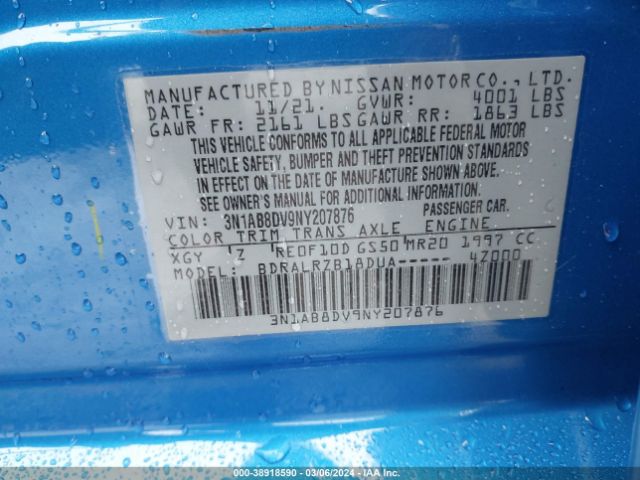 MANUFACTURED BY NISSAN MOTOR CO., LTD.
DATE: 11/21. GVWR: 4001 LBS
GAWR FR: 2161 LBS GAWR RR: 1863 LBS
THIS VEHICLE CONFORMS TO ALL APPLICABLE FEDERAL MOTOR
VEHICLE SAFETY, BUMPER AND THEFT PREVENTION STANDARDS
IN EFFECT ON THE DATE OF MANUFACTURE SHOWN ABOVE.
SEE OWNER'S MANUAL FOR ADDITIONAL INFORMATION.
VIN: 3N1AB8DV9NY207876 PASSENGER CAR.
COLOR TRIM TRANS AXLE ENGINE
XGY Z RE0F10D GS50 MR20 1997 CC
MODEL: BDRALRZB18DUA----- 4Z000
3N1AB8DV9NY207876
000-38918590 - 03/06/2024 - IAA Inc.